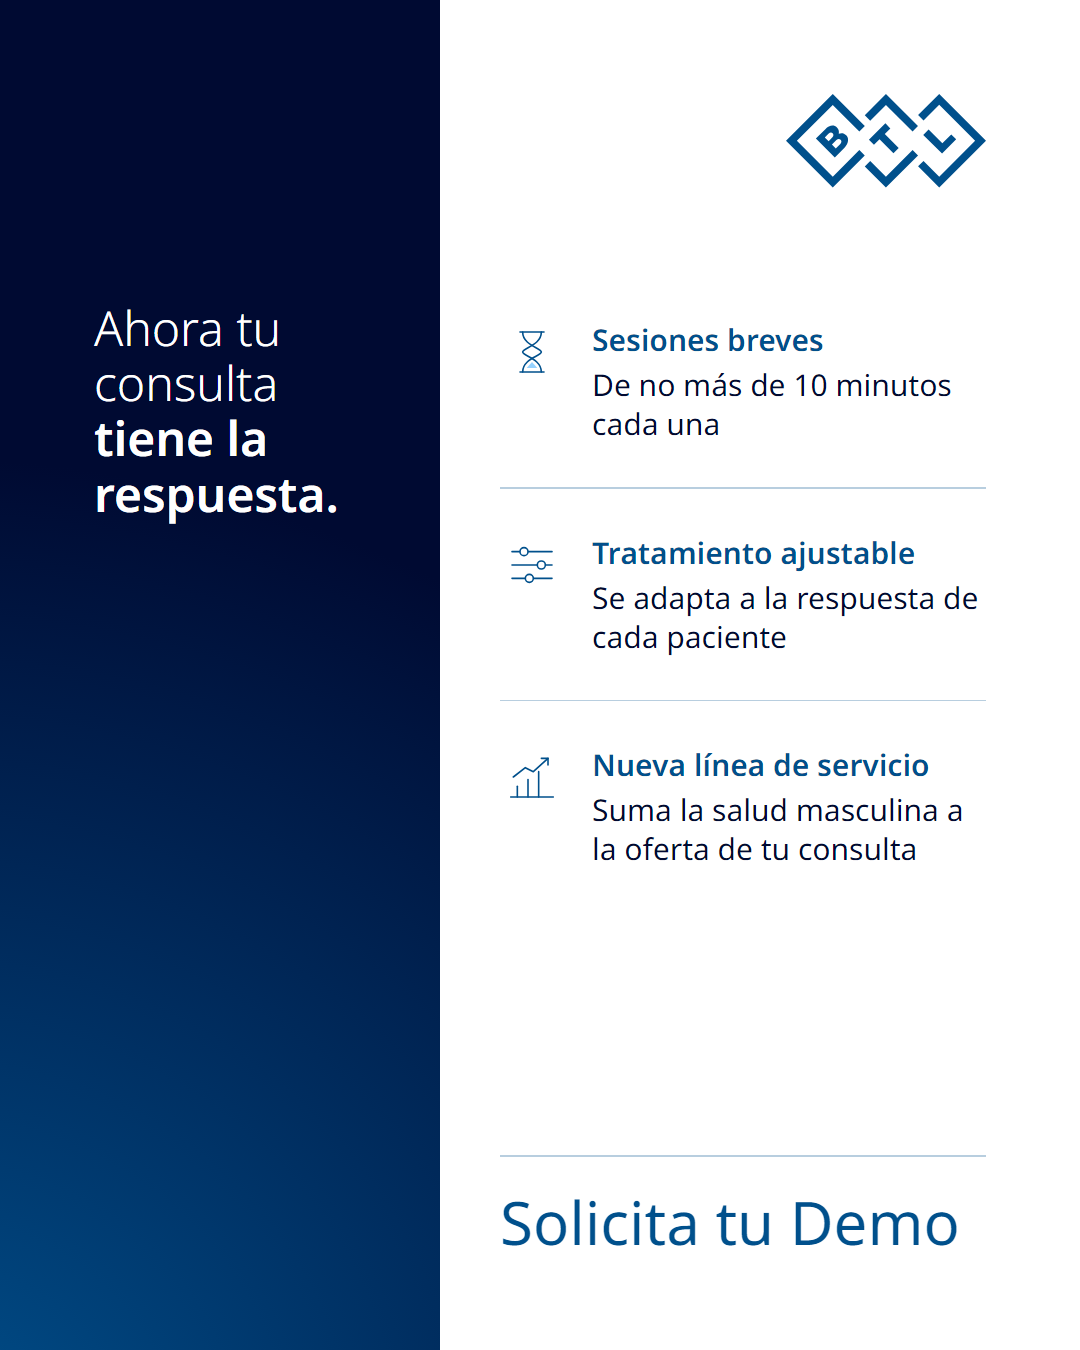 BTL
Ahora tu
consulta
tiene la
respuesta.
Sesiones breves
De no más de 10 minutos
cada una
Tratamiento ajustable
Se adapta a la respuesta de
cada paciente
Nueva línea de servicio
Suma la salud masculina a
la oferta de tu consulta
Solicita tu Demo